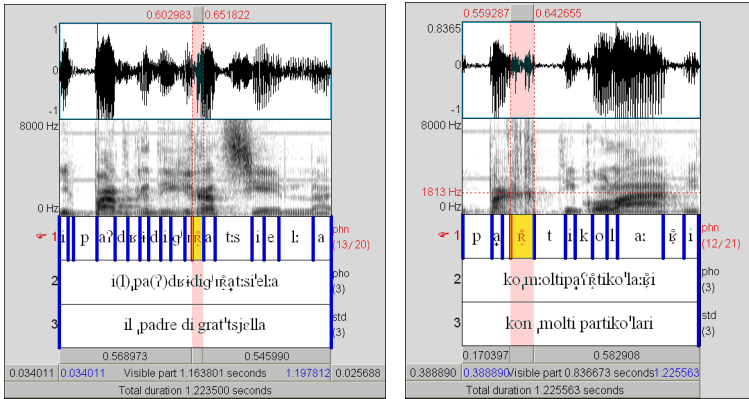 0.602983 0.651822
1
0
-1
8000 Hz
0 Hz
1 i p aʔ d i d i g a t:s i e l: a phn (13/20)
2 pho (3)
3 il ˌpadre di gratˈtsjɛlla std (3)
0.568973 0.545990
0.034011 0.034011 Visible part 1.163801 seconds 1.197812 0.025688
Total duration 1.223500 seconds
0.559287 0.642655
0.8365
0
-1
8000 Hz
1813 Hz
0 Hz
1 p t i k o l a: i phn (12/21)
2 pho (3)
3 kon ˌmolti partikoˈlari std (3)
0.170397 0.582908
0.388890 0.388890 Visible part 0.836673 seconds 1.225563
Total duration 1.225563 seconds